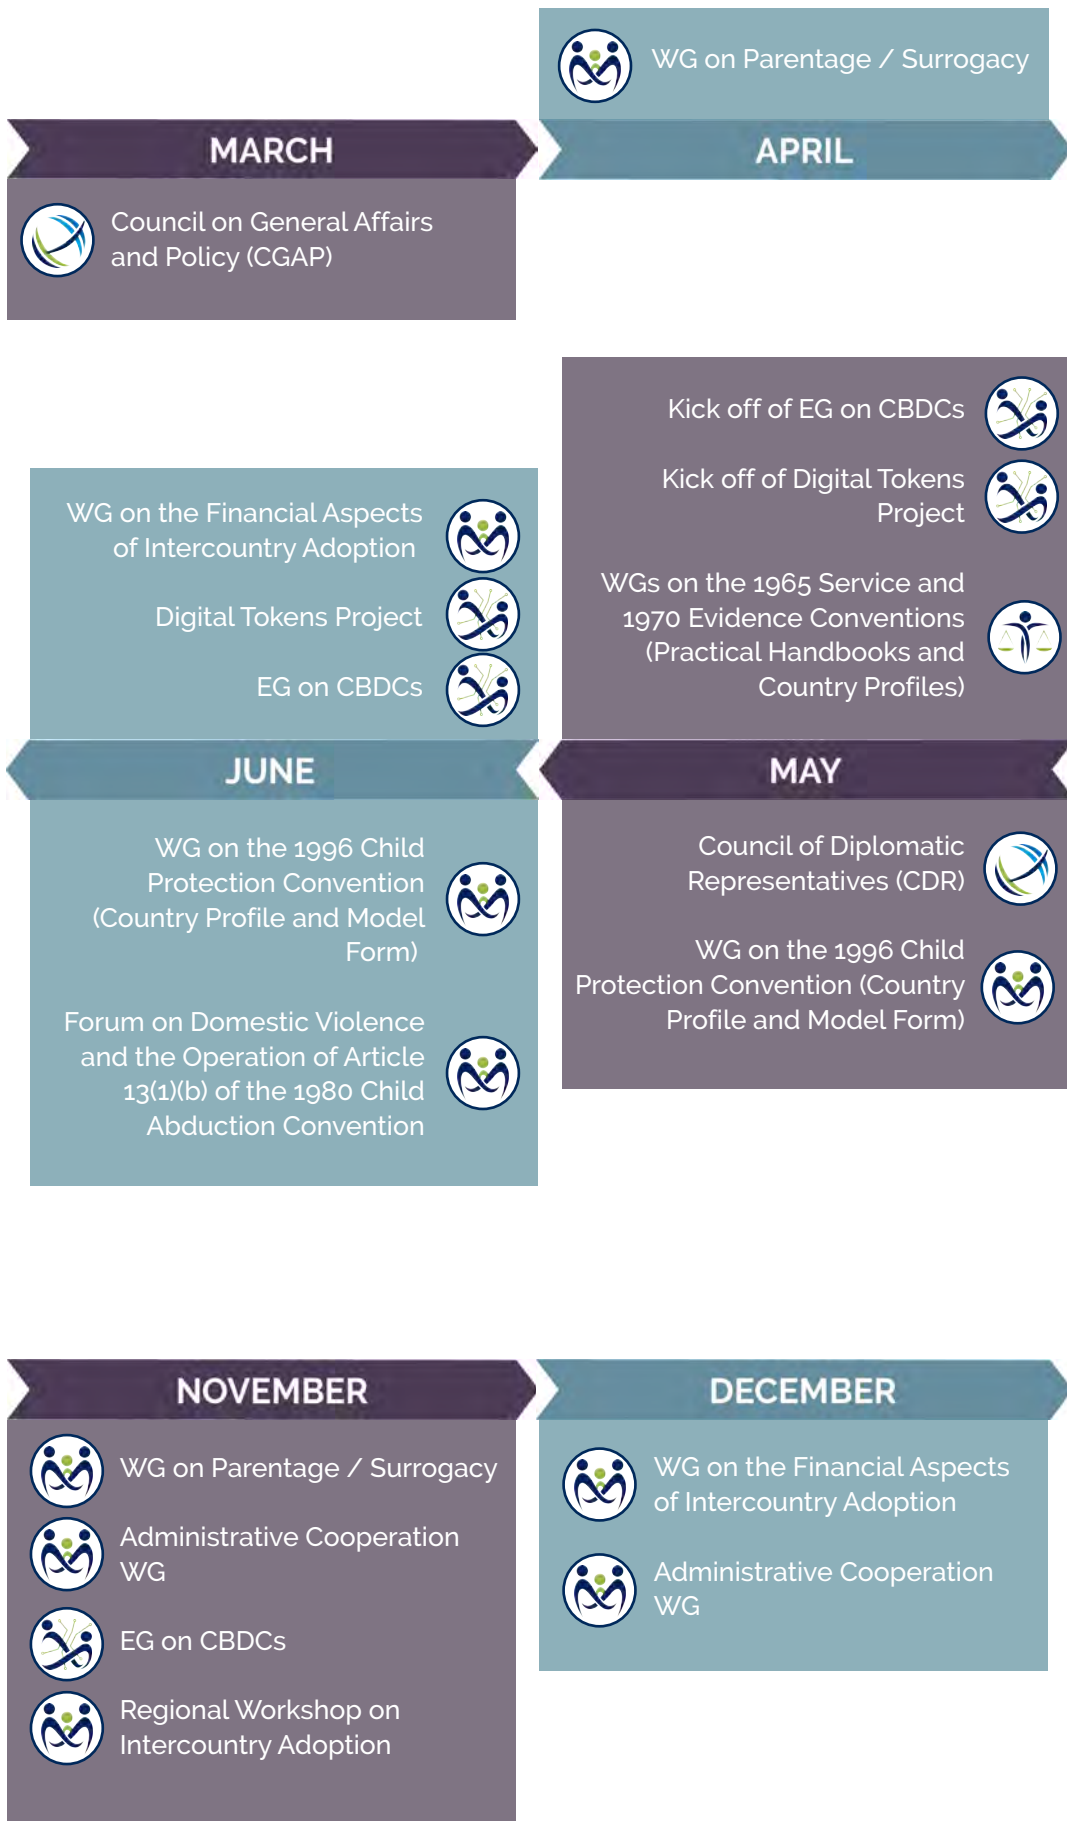 WG on Parentage / Surrogacy
MARCH
APRIL
Council on General Affairs
and Policy (CGAP)
Kick off of EG on CBDCs
Kick off of Digital Tokens
Project
WGs on the 1965 Service and
1970 Evidence Conventions
(Practical Handbooks and
Country Profiles)
MAY
Council of Diplomatic
Representatives (CDR)
WG on the 1996 Child
Protection Convention (Country
Profile and Model Form)
WG on the Financial Aspects
of Intercountry Adoption
Digital Tokens Project
EG on CBDCs
JUNE
WG on the 1996 Child
Protection Convention
(Country Profile and Model
Form)
Forum on Domestic Violence
and the Operation of Article
13(1)(b) of the 1980 Child
Abduction Convention
NOVEMBER
WG on Parentage / Surrogacy
Administrative Cooperation
WG
EG on CBDCs
Regional Workshop on
Intercountry Adoption
DECEMBER
WG on the Financial Aspects
of Intercountry Adoption
Administrative Cooperation
WG